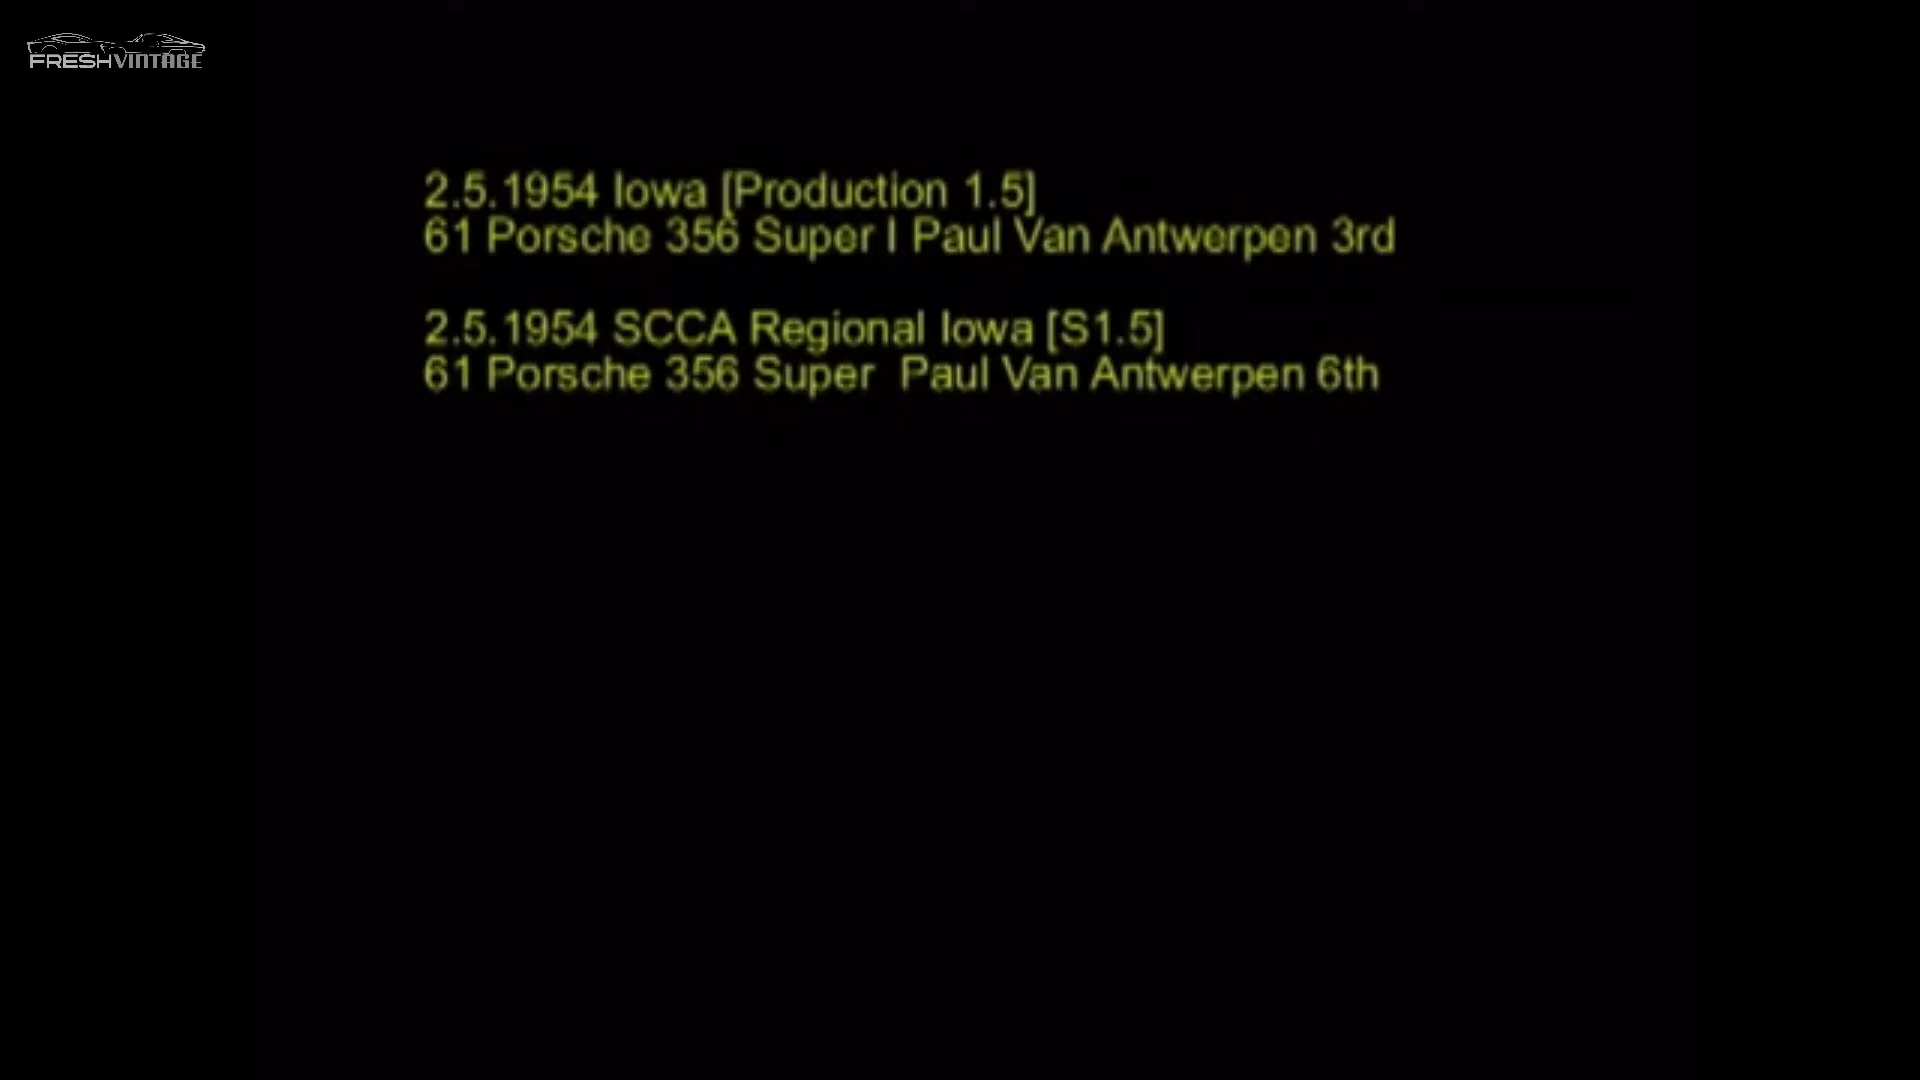 FRESHVINTAGE
2.5.1954 Iowa [Production 1.5]
61 Porsche 356 Super I Paul Van Antwerpen 3rd
2.5.1954 SCCA Regional Iowa [S1.5]
61 Porsche 356 Super  Paul Van Antwerpen 6th